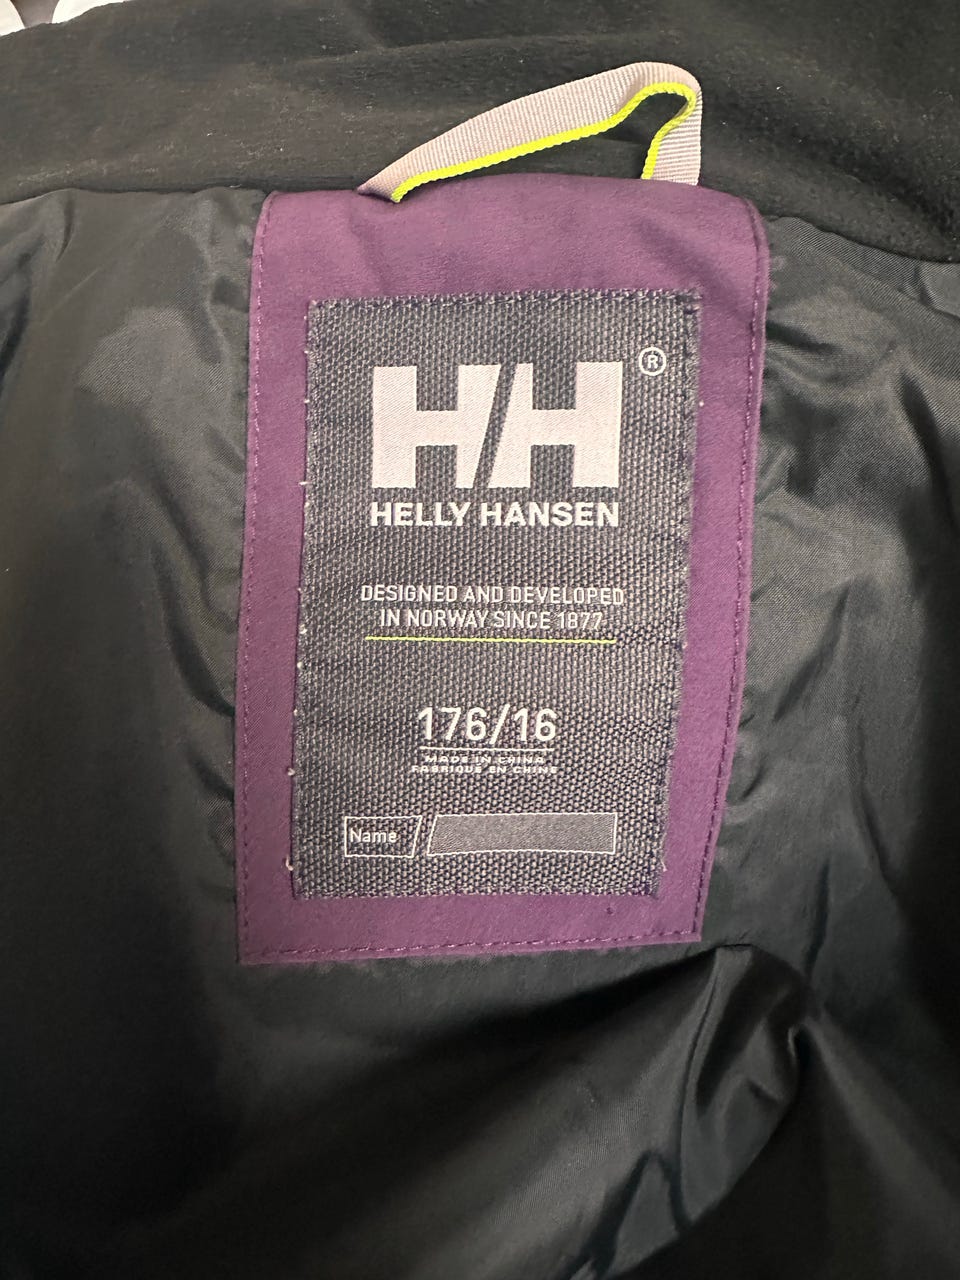 HH®
HELLY HANSEN
DESIGNED AND DEVELOPED
IN NORWAY SINCE 1877
176/16
MADE IN CHINA
FABRIQUÉ EN CHINE
Name